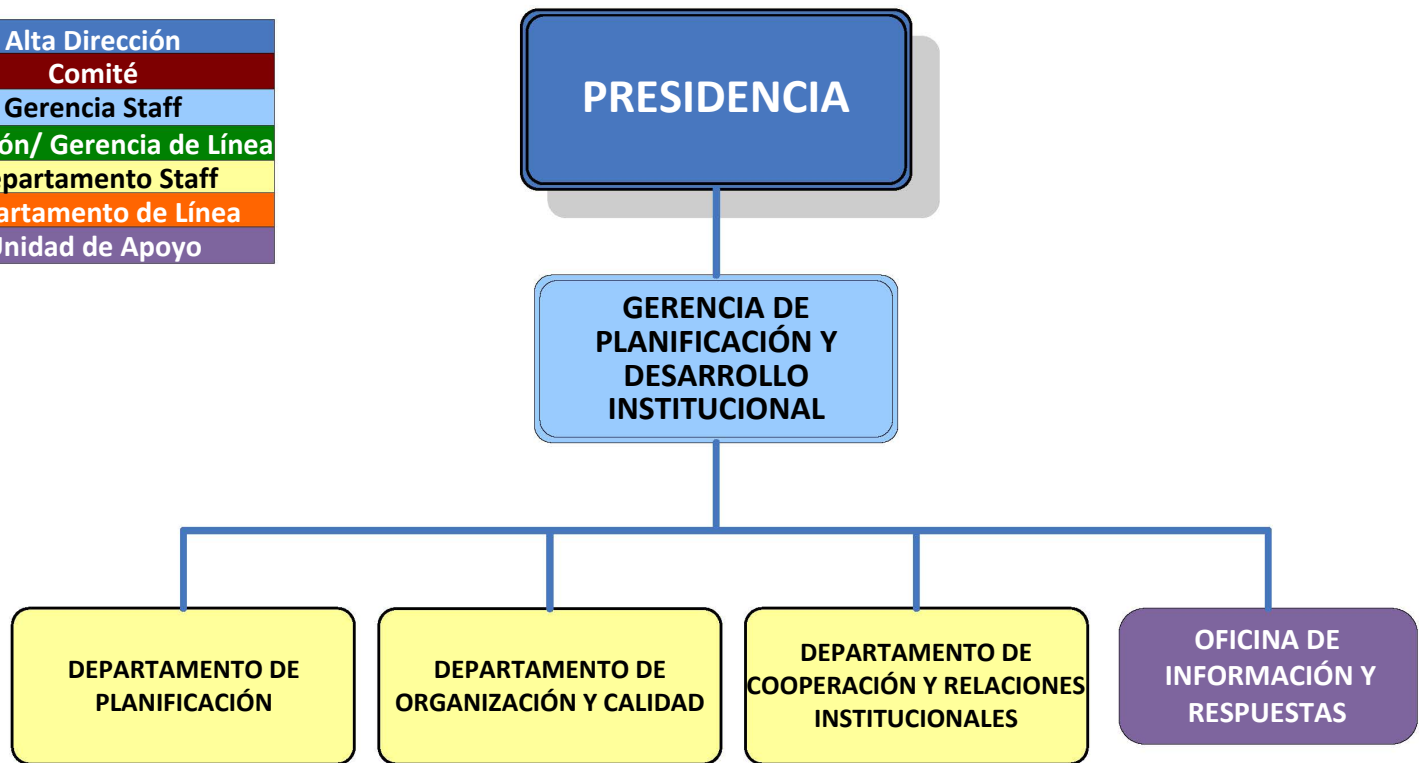 Alta Dirección
Comité
Gerencia Staff
ón/ Gerencia de Línea
partamento Staff
artamento de Línea
nidad de Apoyo
PRESIDENCIA
GERENCIA DE
PLANIFICACIÓN Y
DESARROLLO
INSTITUCIONAL
DEPARTAMENTO DE
PLANIFICACIÓN
DEPARTAMENTO DE
ORGANIZACIÓN Y CALIDAD
DEPARTAMENTO DE
COOPERACIÓN Y RELACIONES
INSTITUCIONALES
OFICINA DE
INFORMACIÓN Y
RESPUESTAS